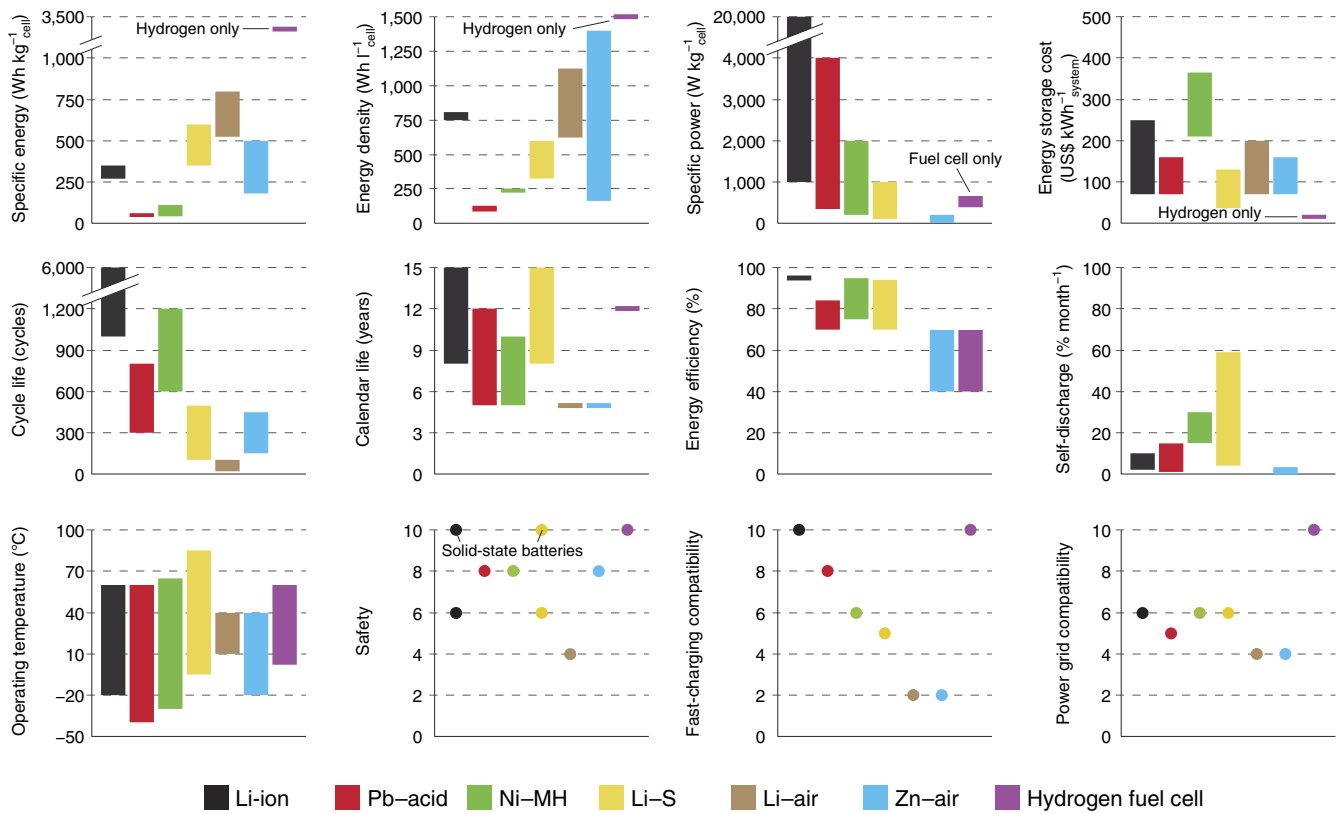 Specific energy (Wh kg⁻¹cell)
3,500
1,000
750
500
250
0
Hydrogen only
Energy density (Wh l⁻¹cell)
1,500
1,250
1,000
750
500
250
0
Hydrogen only
Specific power (W kg⁻¹cell)
20,000
4,000
3,000
2,000
1,000
0
Fuel cell only
Energy storage cost
(US$ kWh⁻¹system)
500
400
300
200
100
0
Hydrogen only
Cycle life (cycles)
6,000
1,200
900
600
300
0
Calendar life (years)
15
12
9
6
3
0
Energy efficiency (%)
100
80
60
40
20
0
Self-discharge (% month⁻¹)
100
80
60
40
20
0
Operating temperature (°C)
100
70
40
10
−20
−50
Safety
10
8
6
4
2
0
Solid-state batteries
Fast-charging compatibility
10
8
6
4
2
0
Power grid compatibility
10
8
6
4
2
0
Li-ion
Pb–acid
Ni–MH
Li–S
Li–air
Zn–air
Hydrogen fuel cell